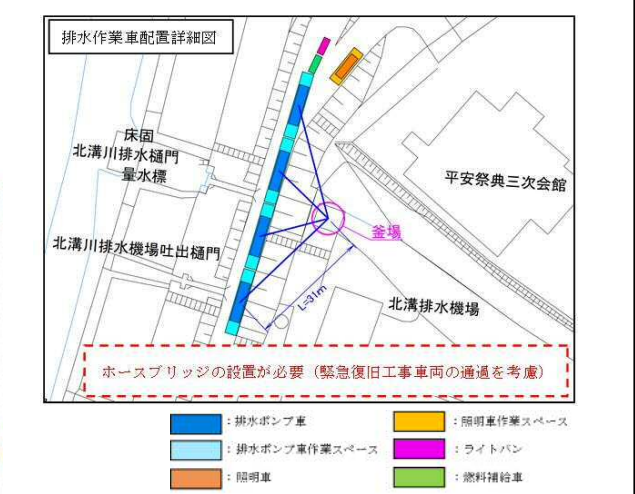 排水作業車配置詳細図
床固
北溝川排水樋門
量水標
平安祭典三次会館
釜場
北溝川排水機場吐出樋門
L=31m
北溝排水機場
ホースブリッジの設置が必要（緊急復旧工事車両の通過を考慮）
：排水ポンプ車
：照明車作業スペース
：排水ポンプ車作業スペース
：ライトバン
：照明車
：燃料補給車